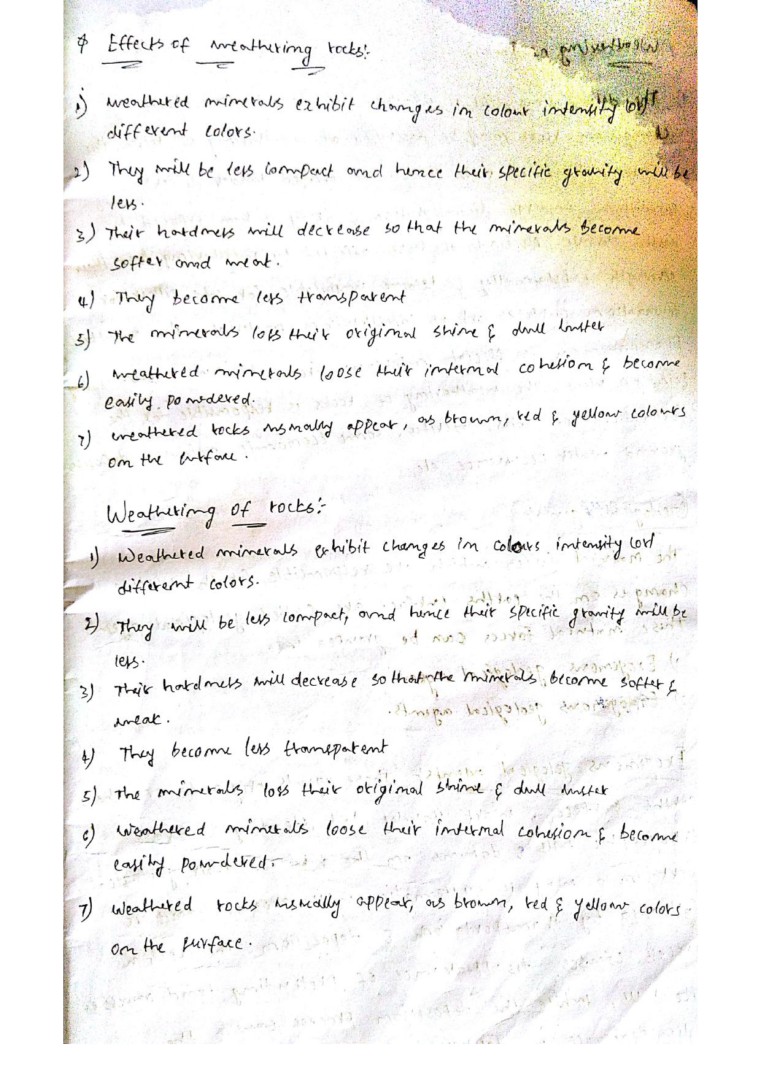 * Effects of weathering rocks:-
1) weathered minerals exhibit changes in colour intensity (or)
different colors.
2) They will be less compact and hence their specific gravity will be
less.
3) Their hardness will decrease so that the minerals become
softer and weak.
4) They become less transparent
5) The minerals loss their original shine & dull luster
6) weathered minerals loose their internal cohesion & become
easily powdered.
7) weathered rocks usually appear, as brown, red & yellow colours
on the surface.
Weathering of rocks:-
1) Weathered minerals exhibit changes in colours intensity (or)
different colors.
2) They will be less compact, and hence their specific gravity will be
less.
3) Their hardness will decrease so that the minerals become softer &
weak.
4) They become less transparent
5) The minerals loss their original shine & dull luster
6) Weathered minerals loose their internal cohesion & become
easily powdered.
7) Weathered rocks usually appear, as brown, red & yellow colors
on the surface.